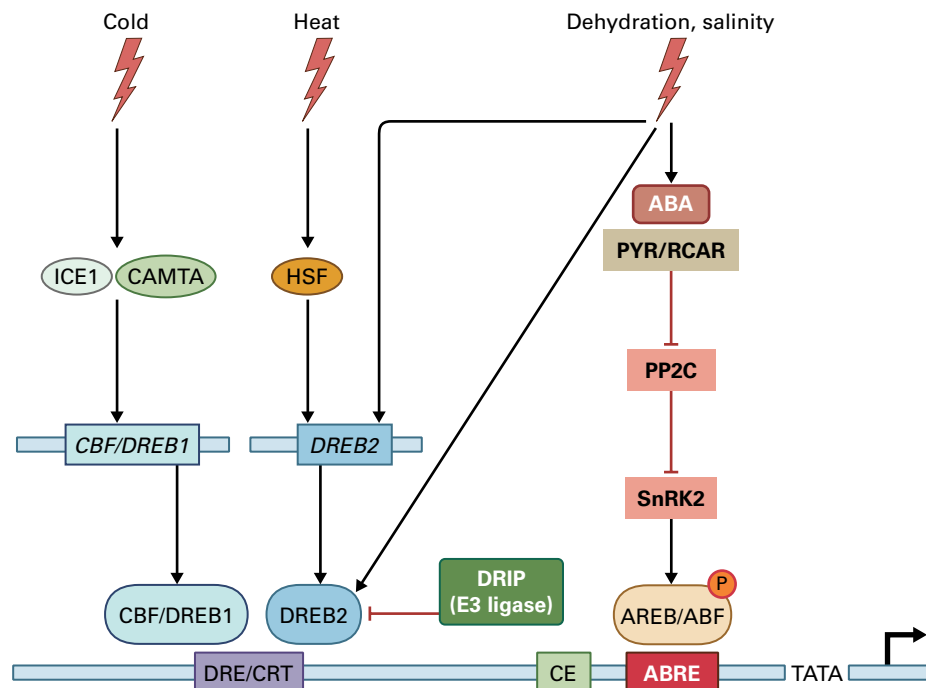 Cold
Heat
Dehydration, salinity
ABA
PYR/RCAR
ICE1
CAMTA
HSF
PP2C
CBF/DREB1
DREB2
SnRK2
DRIP
(E3 ligase)
P
CBF/DREB1
DREB2
AREB/ABF
DRE/CRT
CE
ABRE
TATA